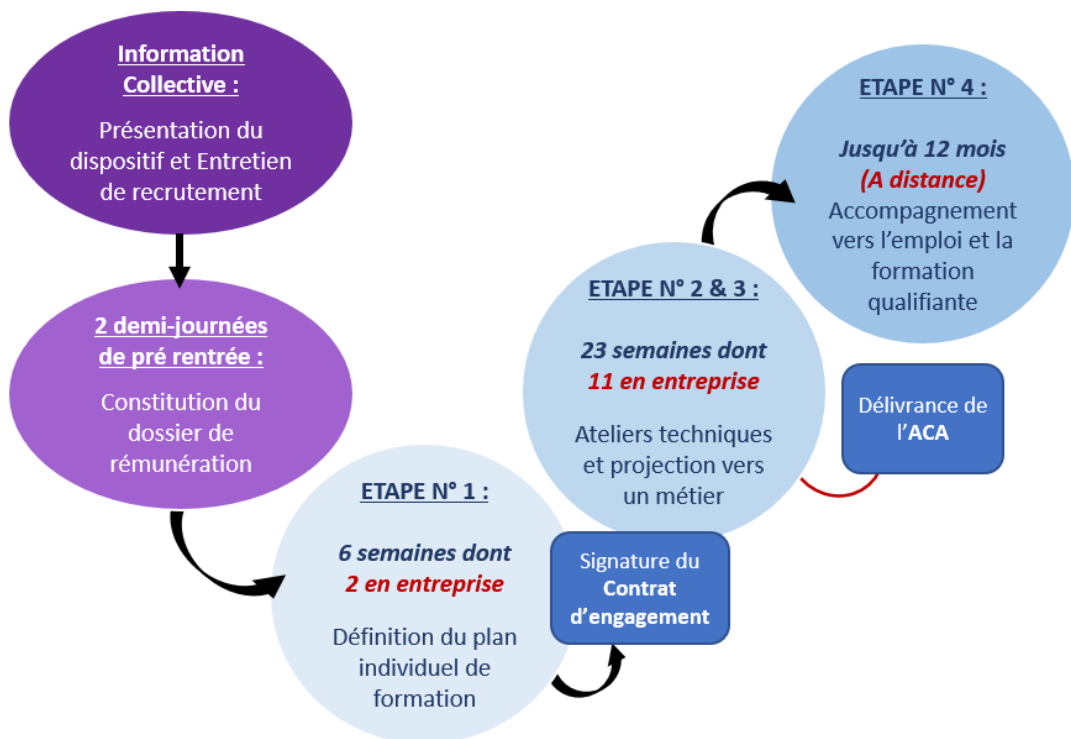 Information
Collective :
Présentation du
dispositif et Entretien
de recrutement
2 demi-journées
de pré rentrée :
Constitution du
dossier de
rémunération
ETAPE N° 1 :
6 semaines dont
2 en entreprise
Définition du plan
individuel de
formation
Signature du
Contrat
d’engagement
ETAPE N° 2 & 3 :
23 semaines dont
11 en entreprise
Ateliers techniques
et projection vers
un métier
Délivrance de
l’ACA
ETAPE N° 4 :
Jusqu’à 12 mois
(A distance)
Accompagnement
vers l’emploi et la
formation
qualifiante